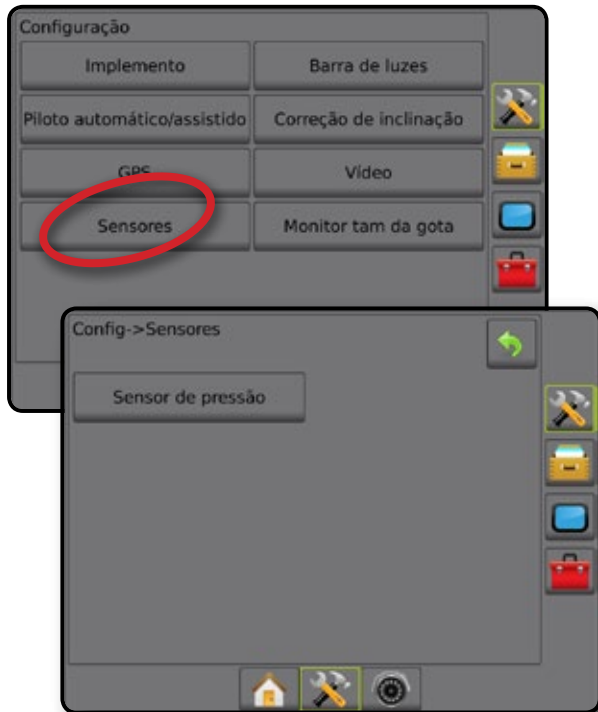 Configuração
Implemento Barra de luzes
Piloto automático/assistido Correção de inclinação
GPS Vídeo
Sensores Monitor tam da gota
Config->Sensores
Sensor de pressão